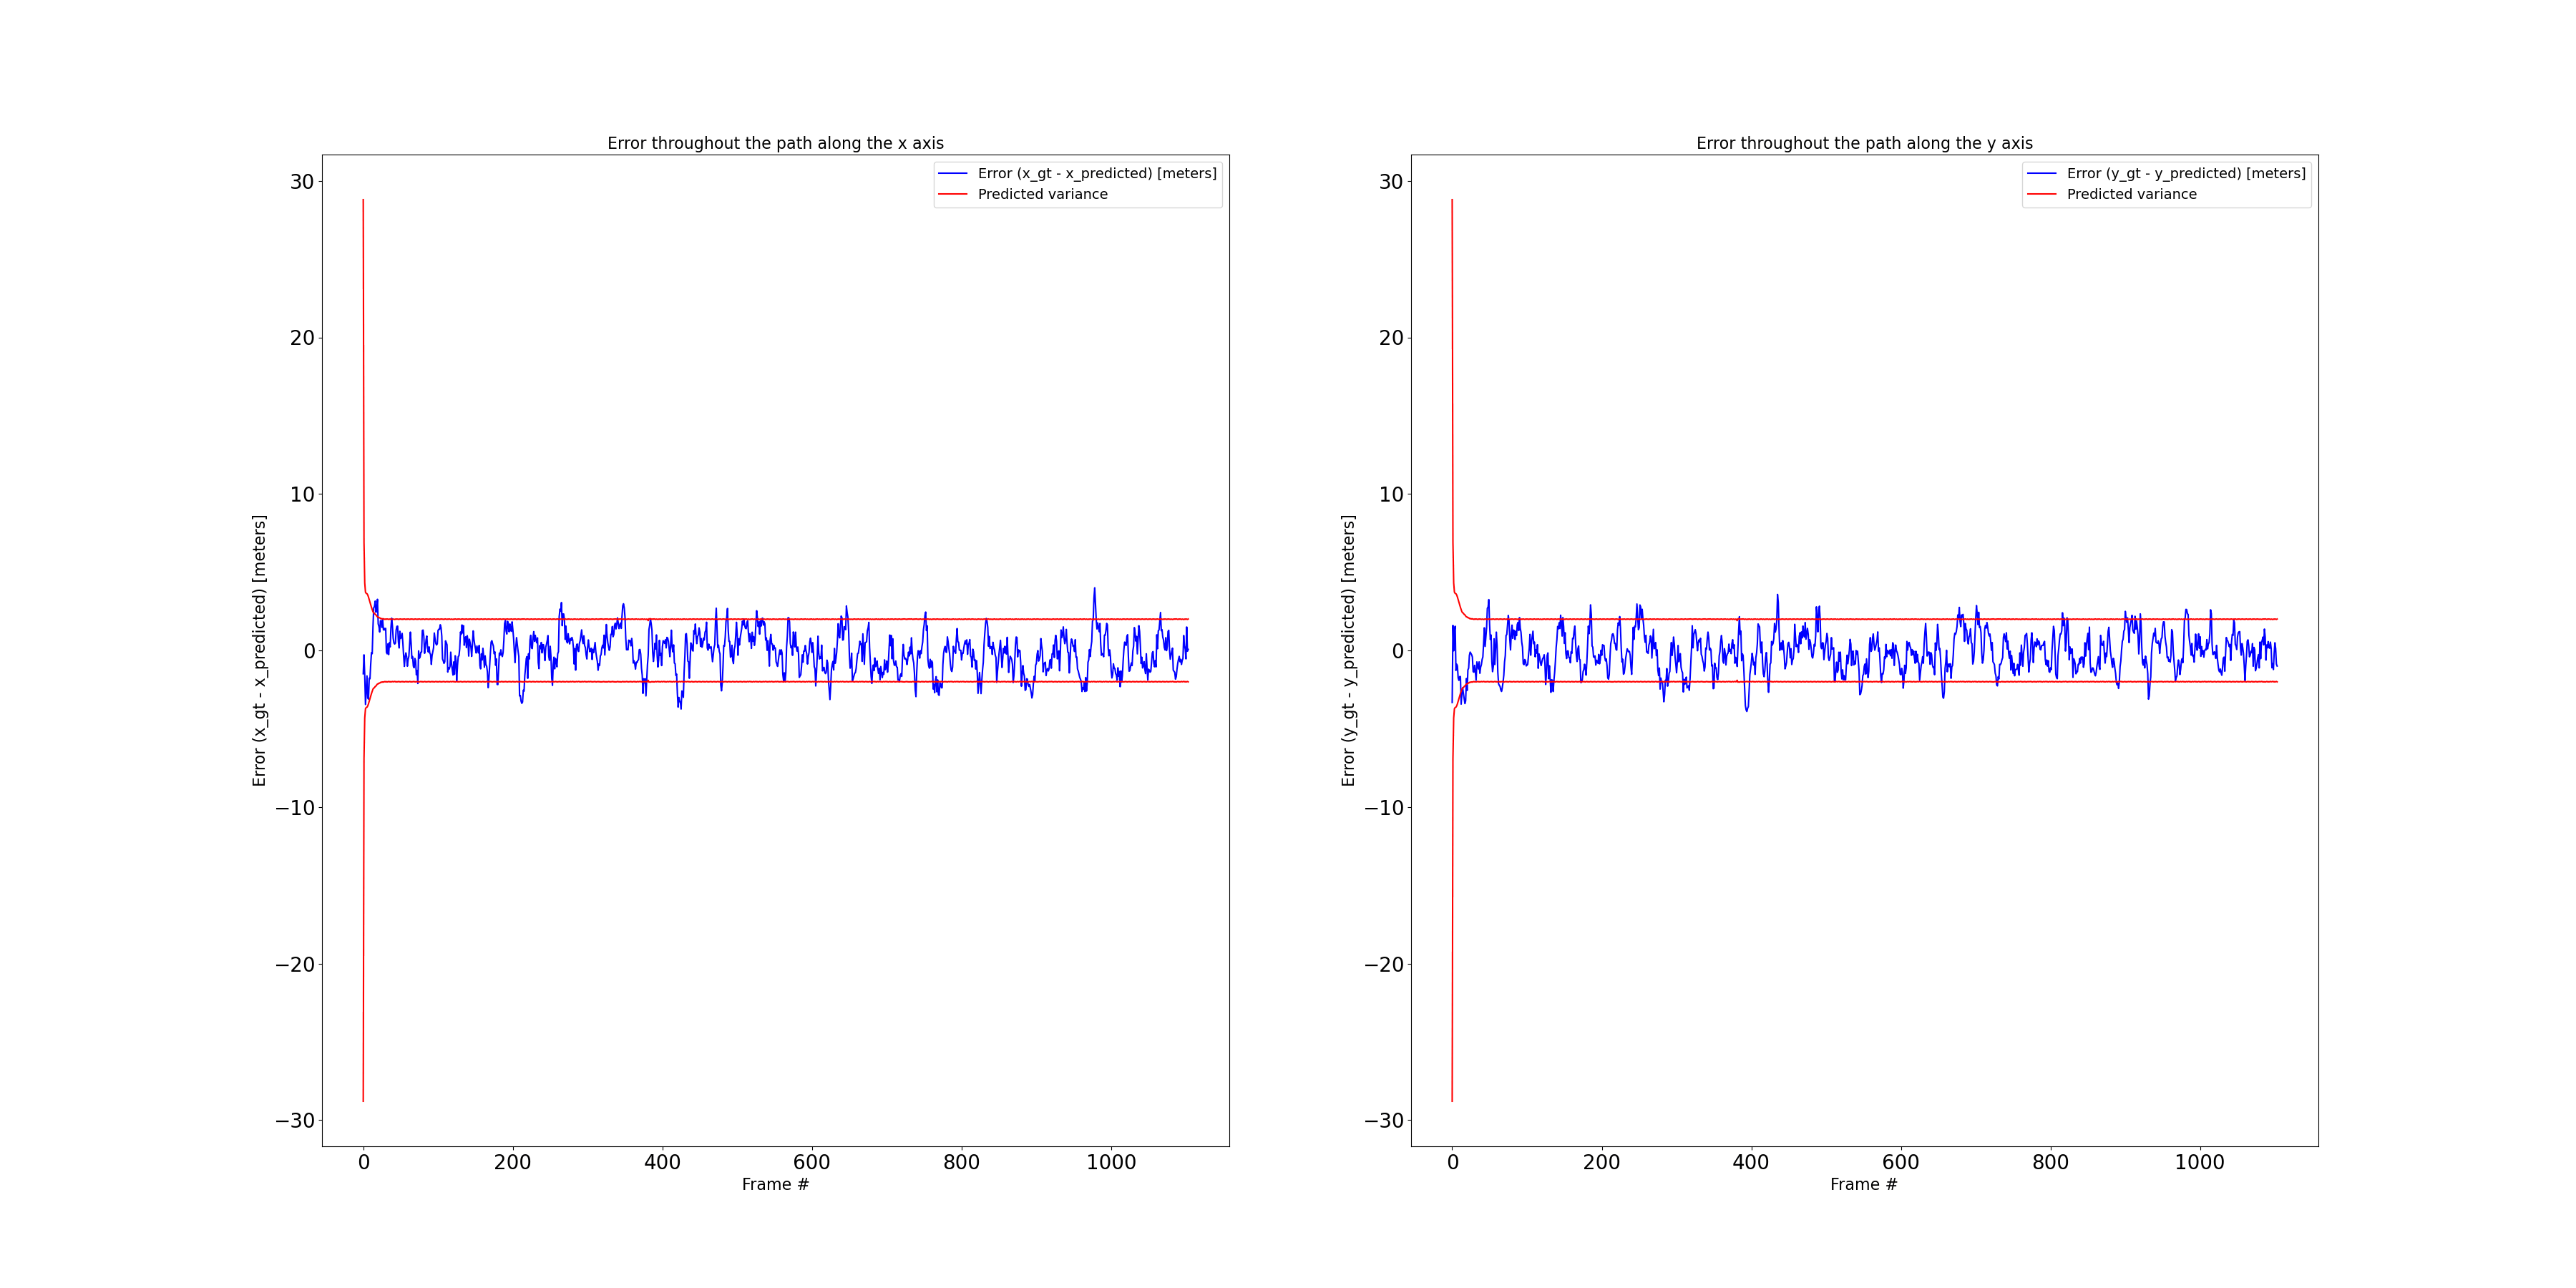 Error throughout the path along the x axis
Error (x_gt - x_predicted) [meters]
Predicted variance
30
20
10
0
−10
−20
−30
Error (x_gt - x_predicted) [meters]
0 200 400 600 800 1000
Frame #
Error throughout the path along the y axis
Error (y_gt - y_predicted) [meters]
Predicted variance
30
20
10
0
−10
−20
−30
Error (y_gt - y_predicted) [meters]
0 200 400 600 800 1000
Frame #